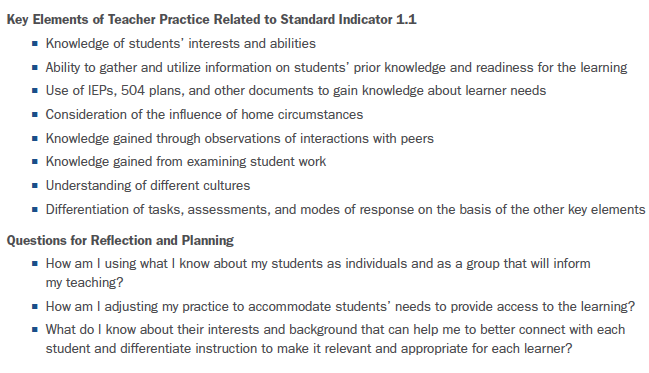 Key Elements of Teacher Practice Related to Standard Indicator 1.1
▪ Knowledge of students' interests and abilities
▪ Ability to gather and utilize information on students' prior knowledge and readiness for the learning
▪ Use of IEPs, 504 plans, and other documents to gain knowledge about learner needs
▪ Consideration of the influence of home circumstances
▪ Knowledge gained through observations of interactions with peers
▪ Knowledge gained from examining student work
▪ Understanding of different cultures
▪ Differentiation of tasks, assessments, and modes of response on the basis of the other key elements
Questions for Reflection and Planning
▪ How am I using what I know about my students as individuals and as a group that will inform
my teaching?
▪ How am I adjusting my practice to accommodate students' needs to provide access to the learning?
▪ What do I know about their interests and background that can help me to better connect with each
student and differentiate instruction to make it relevant and appropriate for each learner?